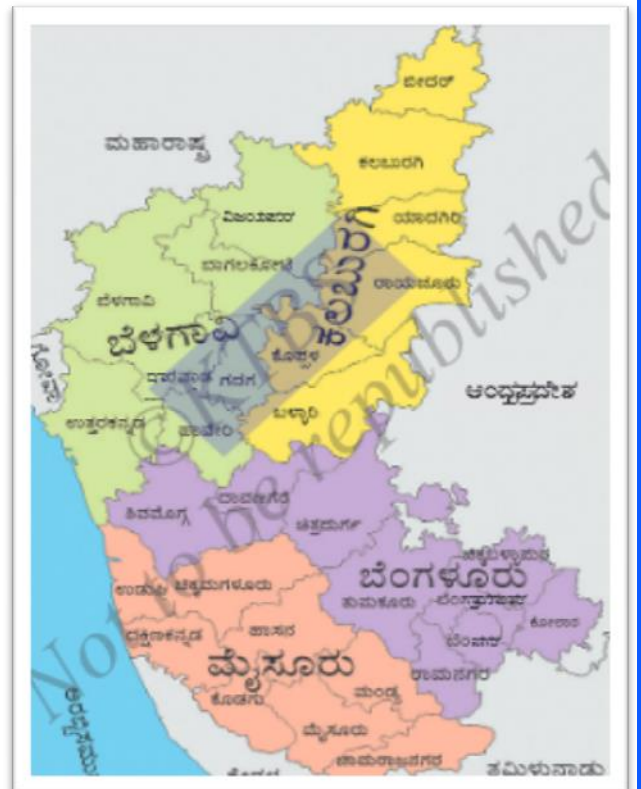 ಬೀದರ್
ಮಹಾರಾಷ್ಟ್ರ
ಕಲಬುರಗಿ
ವಿಜಯಪುರ
ಯಾದಗಿರಿ
ಕಲಬುರಗಿ
ಬಾಗಲಕೋಟೆ
ರಾಯಚೂರು
ಬೆಳಗಾವಿ
ಬೆಳಗಾವಿ
ಕೊಪ್ಪಳ
ಗೋವಾ
ಧಾರವಾಡ ಗದಗ
ಆಂಧ್ರಪ್ರದೇಶ
ಬಳ್ಳಾರಿ
ಉತ್ತರಕನ್ನಡ
ಹಾವೇರಿ
ದಾವಣಗೆರೆ
ಶಿವಮೊಗ್ಗ
ಚಿತ್ರದುರ್ಗ
ಚಿಕ್ಕಬಳ್ಳಾಪುರ
ಬೆಂಗಳೂರು
ಉಡುಪಿ ಚಿಕ್ಕಮಗಳೂರು
ತುಮಕೂರು
ಕೋಲಾರ
ದಕ್ಷಿಣಕನ್ನಡ
ಹಾಸನ
ಮೈಸೂರು
ರಾಮನಗರ
ಕೊಡಗು
ಮಂಡ್ಯ
ಮೈಸೂರು
ಚಾಮರಾಜನಗರ
ಕೇರಳ
ತಮಿಳುನಾಡು
© KTBS
Not to be republished